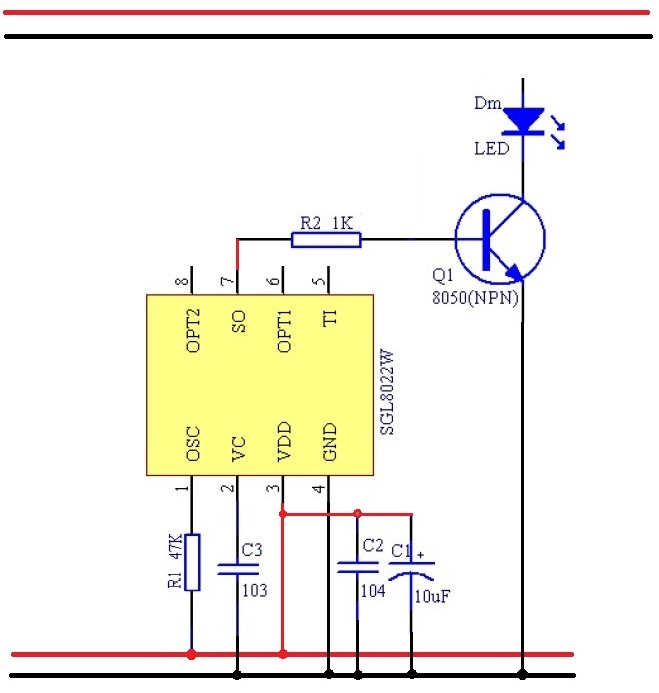 Dm
LED
R2 1K
Q1
8050(NPN)
8 7 6 5
OPT2 SO OPT1 TI
SGL8022W
OSC VC VDD GND
1 2 3 4
R1 47K
C3
103
C2
104
C1 +
10uF